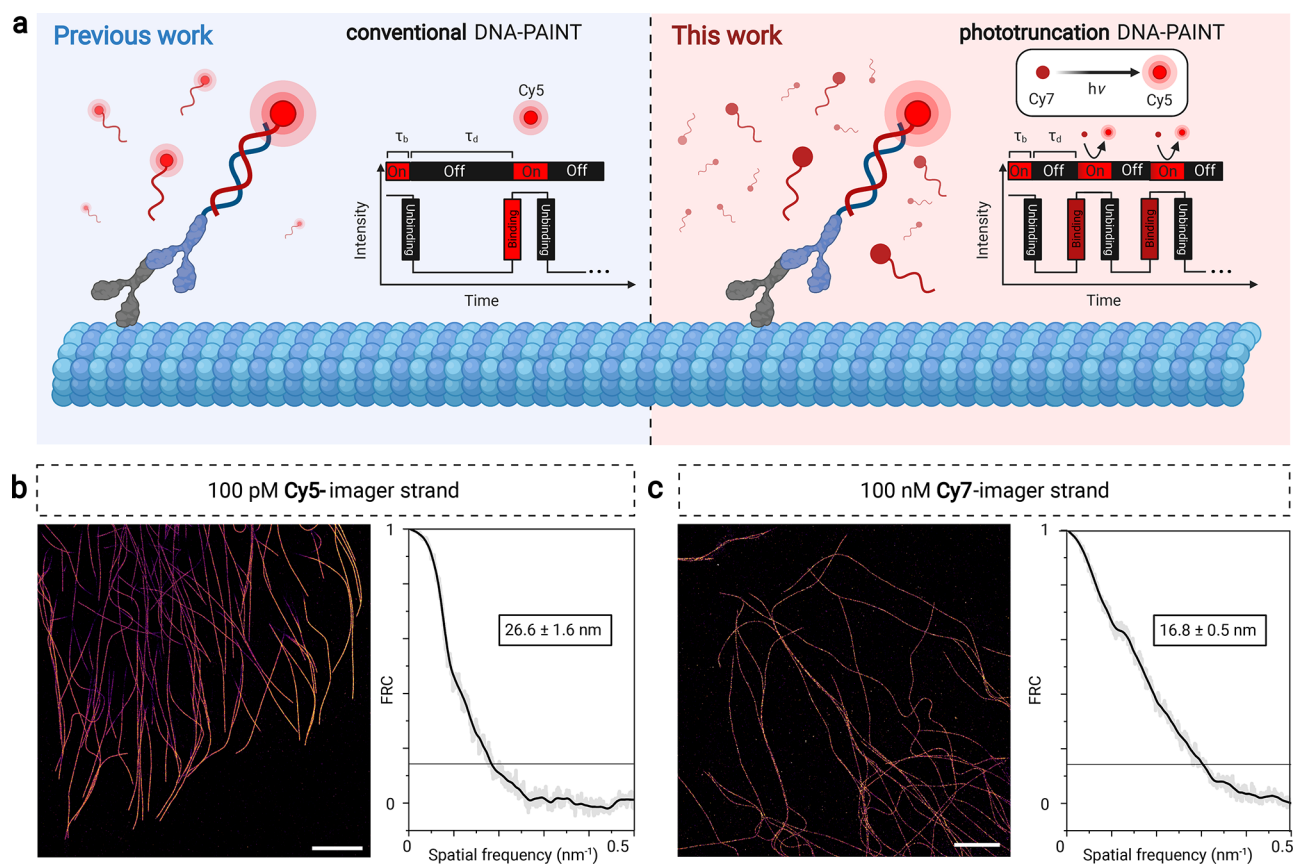 a
Previous work
conventional DNA-PAINT
Cy5
τb
τd
On
Off
On
Off
Intensity
Unbinding
Binding
Unbinding
Time
This work
phototruncation DNA-PAINT
Cy7
hν
Cy5
τb
τd
On
Off
On
Off
On
Off
Intensity
Unbinding
Binding
Unbinding
Binding
Unbinding
Time
b
100 pM Cy5-imager strand
1
26.6 ± 1.6 nm
FRC
0
0.5
Spatial frequency (nm⁻¹)
c
100 nM Cy7-imager strand
1
16.8 ± 0.5 nm
FRC
0
0.5
Spatial frequency (nm⁻¹)